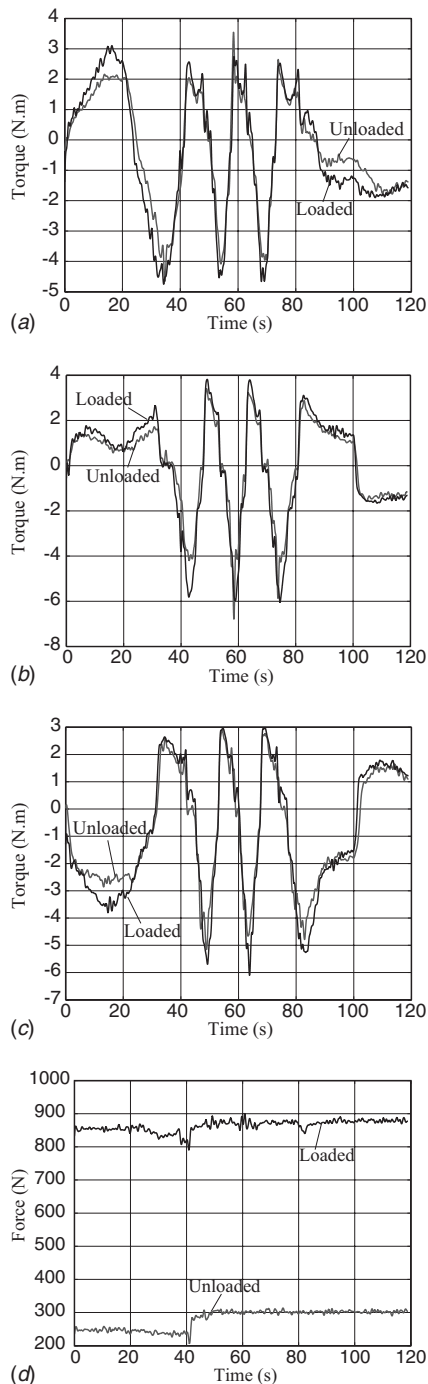 4
3
2
1
0
-1
-2
-3
-4
-5
Torque (N.m)
Unloaded
Loaded
0 20 40 60 80 100 120
Time (s)
(a)
4
2
0
-2
-4
-6
-8
Torque (N.m)
Loaded
Unloaded
0 20 40 60 80 100 120
Time (s)
(b)
3
2
1
0
-1
-2
-3
-4
-5
-6
-7
Torque (N.m)
Unloaded
Loaded
0 20 40 60 80 100 120
Time (s)
(c)
1000
900
800
700
600
500
400
300
200
Force (N)
Loaded
Unloaded
0 20 40 60 80 100 120
Time (s)
(d)